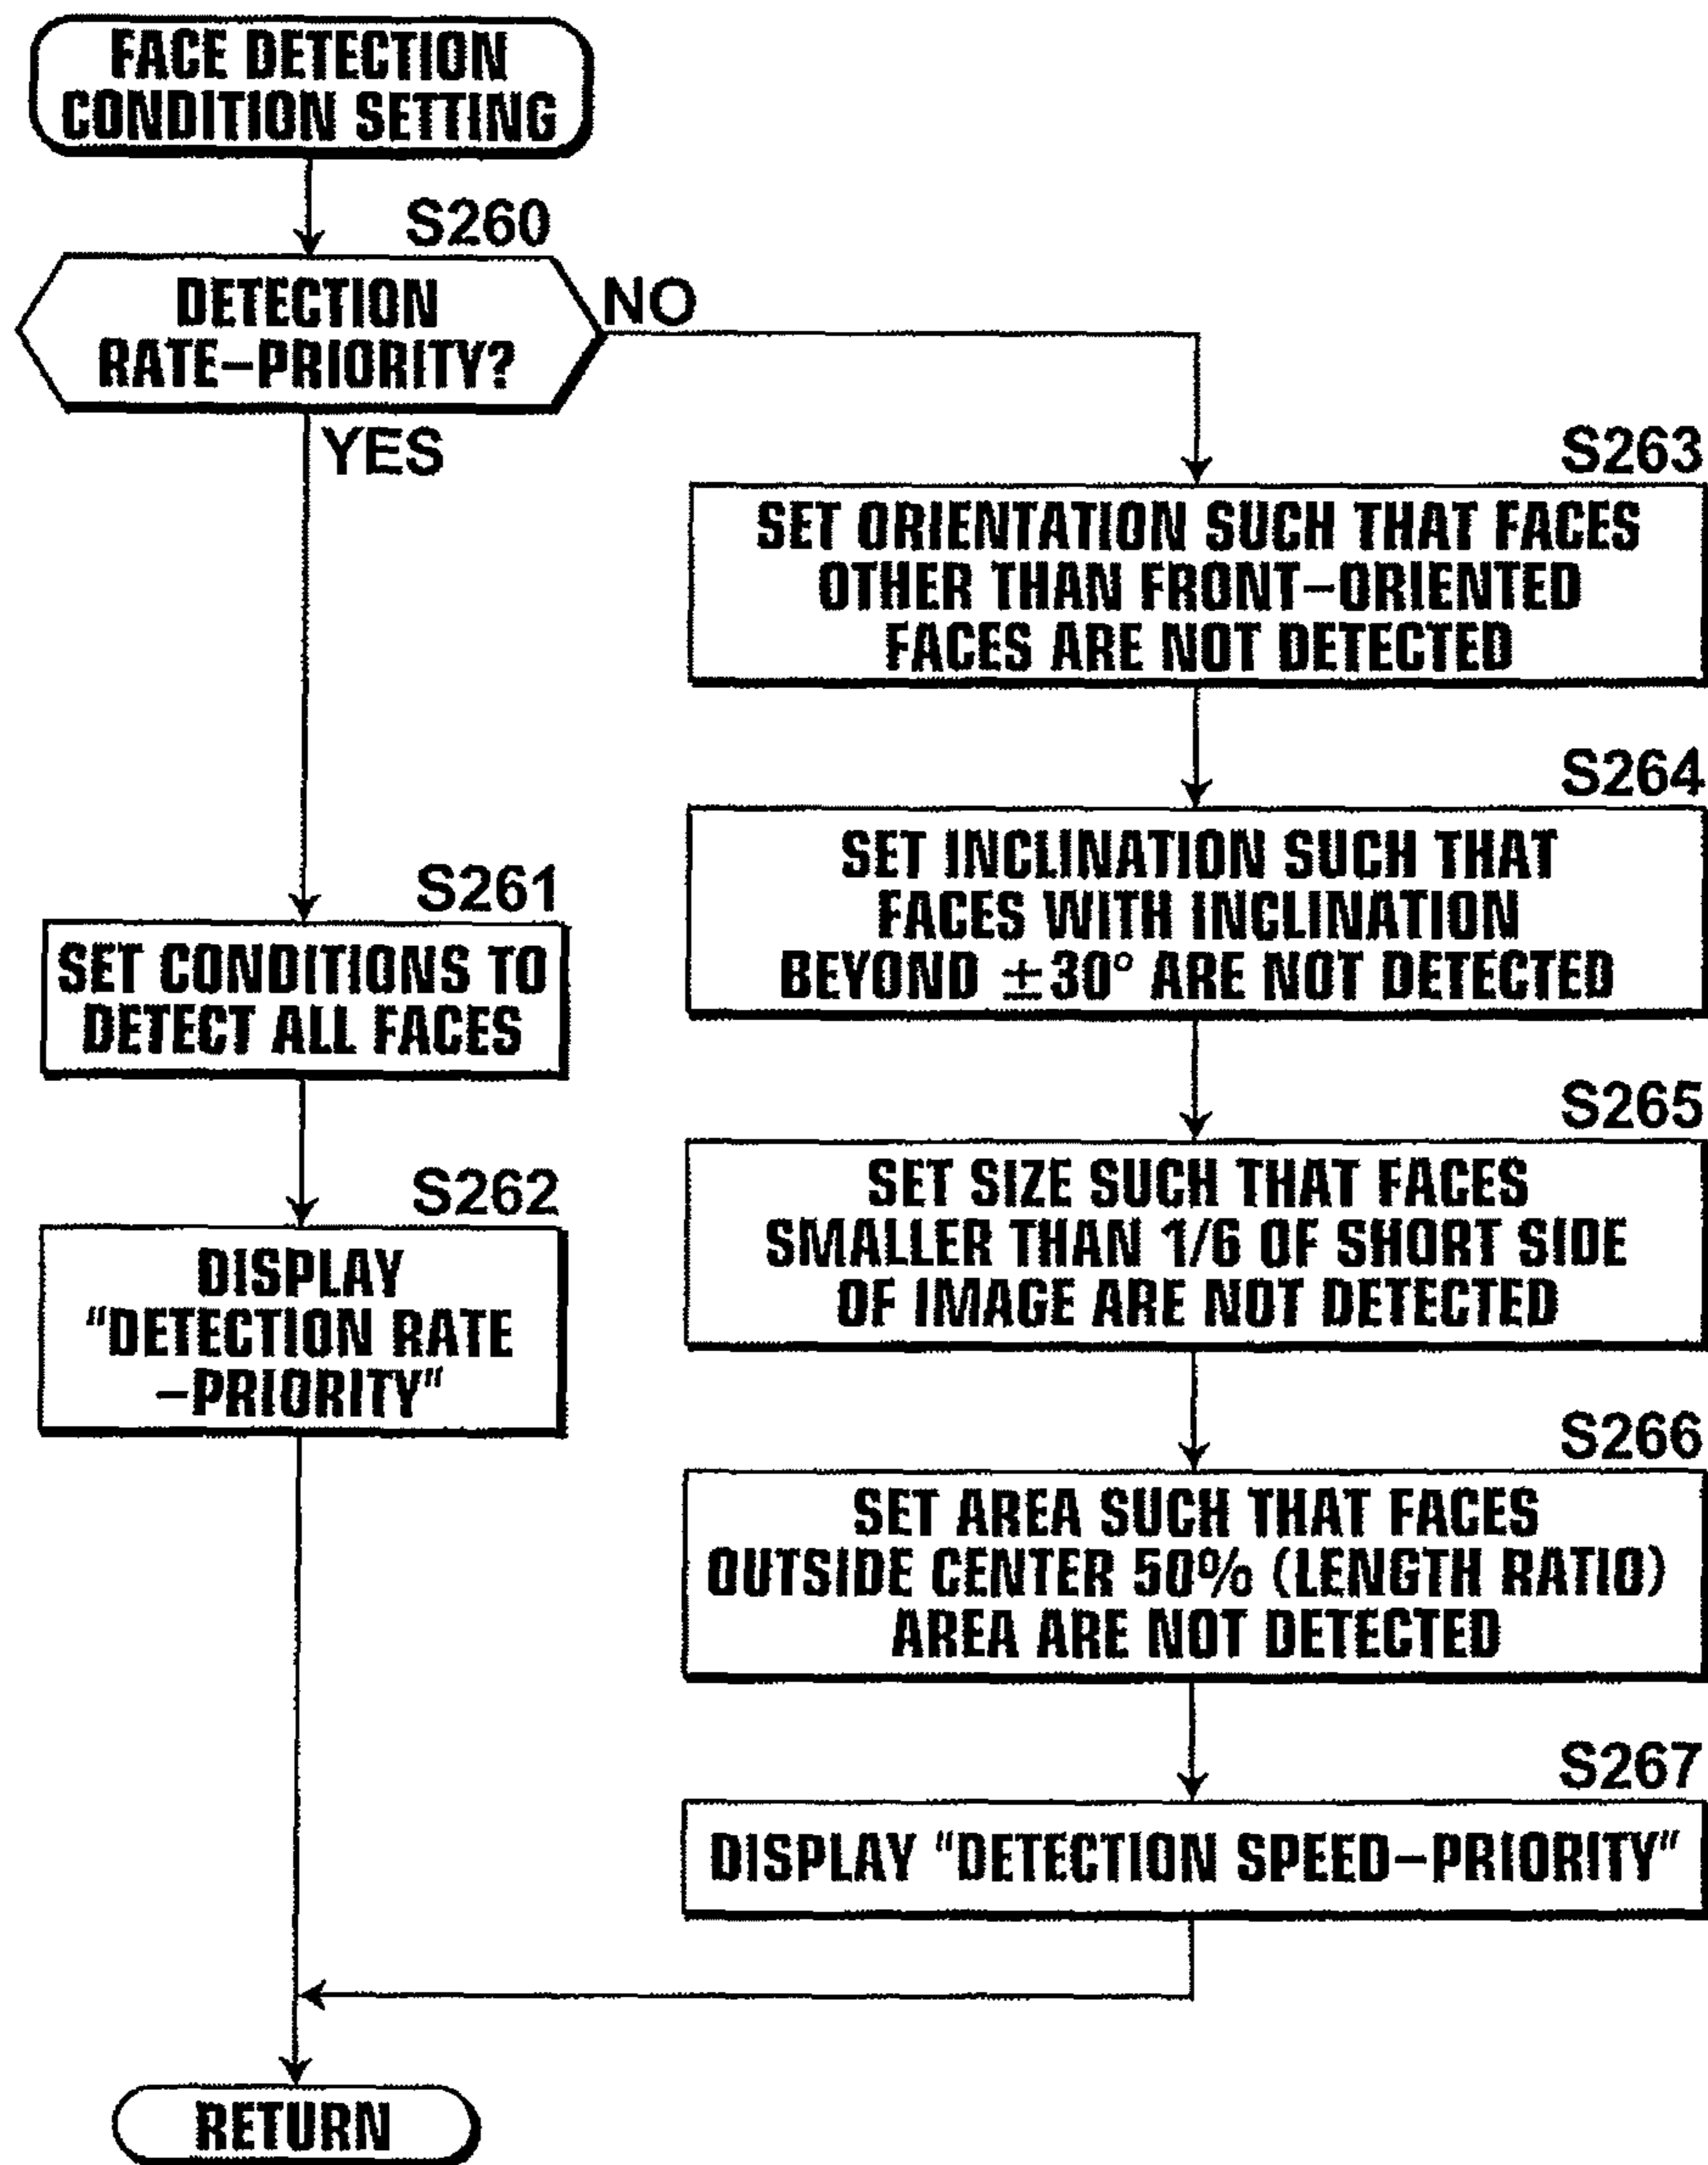 FACE DETECTION
CONDITION SETTING
S260
DETECTION
RATE-PRIORITY?
NO
YES
S261
SET CONDITIONS TO
DETECT ALL FACES
S262
DISPLAY
"DETECTION RATE
-PRIORITY"
S263
SET ORIENTATION SUCH THAT FACES
OTHER THAN FRONT-ORIENTED
FACES ARE NOT DETECTED
S264
SET INCLINATION SUCH THAT
FACES WITH INCLINATION
BEYOND ±30° ARE NOT DETECTED
S265
SET SIZE SUCH THAT FACES
SMALLER THAN 1/6 OF SHORT SIDE
OF IMAGE ARE NOT DETECTED
S266
SET AREA SUCH THAT FACES
OUTSIDE CENTER 50% (LENGTH RATIO)
AREA ARE NOT DETECTED
S267
DISPLAY "DETECTION SPEED-PRIORITY"
RETURN